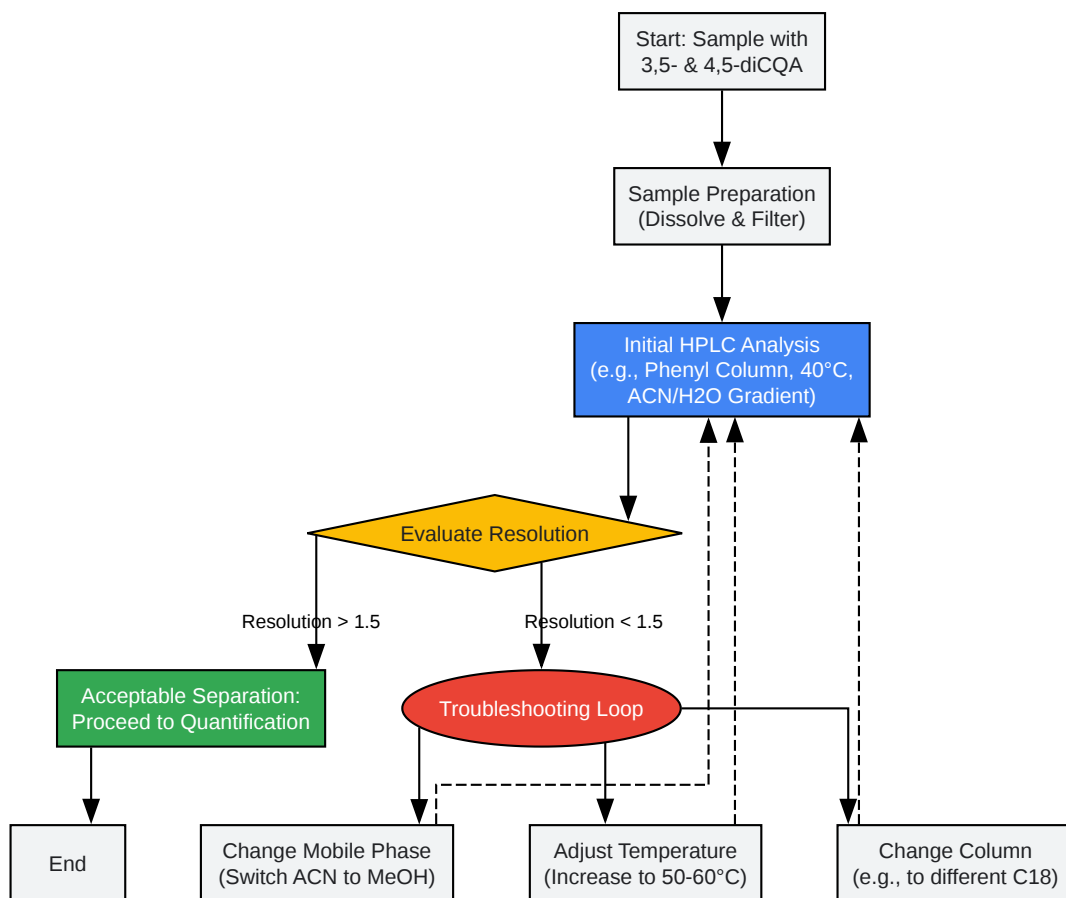 Start: Sample with
3,5- & 4,5-diCQA
Sample Preparation
(Dissolve & Filter)
Initial HPLC Analysis
(e.g., Phenyl Column, 40°C,
ACN/H2O Gradient)
Evaluate Resolution
Resolution > 1.5
Resolution < 1.5
Acceptable Separation:
Proceed to Quantification
Troubleshooting Loop
End
Change Mobile Phase
(Switch ACN to MeOH)
Adjust Temperature
(Increase to 50-60°C)
Change Column
(e.g., to different C18)